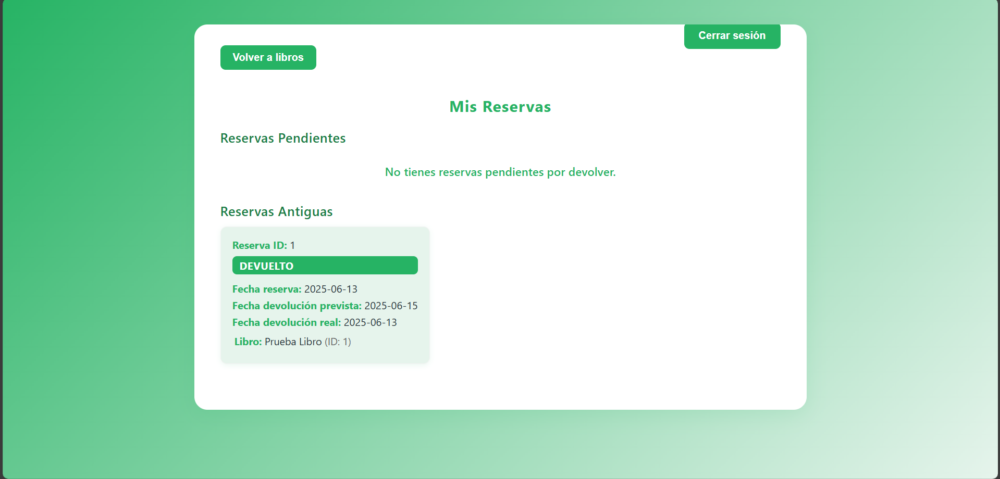 Cerrar sesión
Volver a libros
Mis Reservas
Reservas Pendientes
No tienes reservas pendientes por devolver.
Reservas Antiguas
Reserva ID: 1
DEVUELTO
Fecha reserva: 2025-06-13
Fecha devolución prevista: 2025-06-15
Fecha devolución real: 2025-06-13
Libro: Prueba Libro (ID: 1)